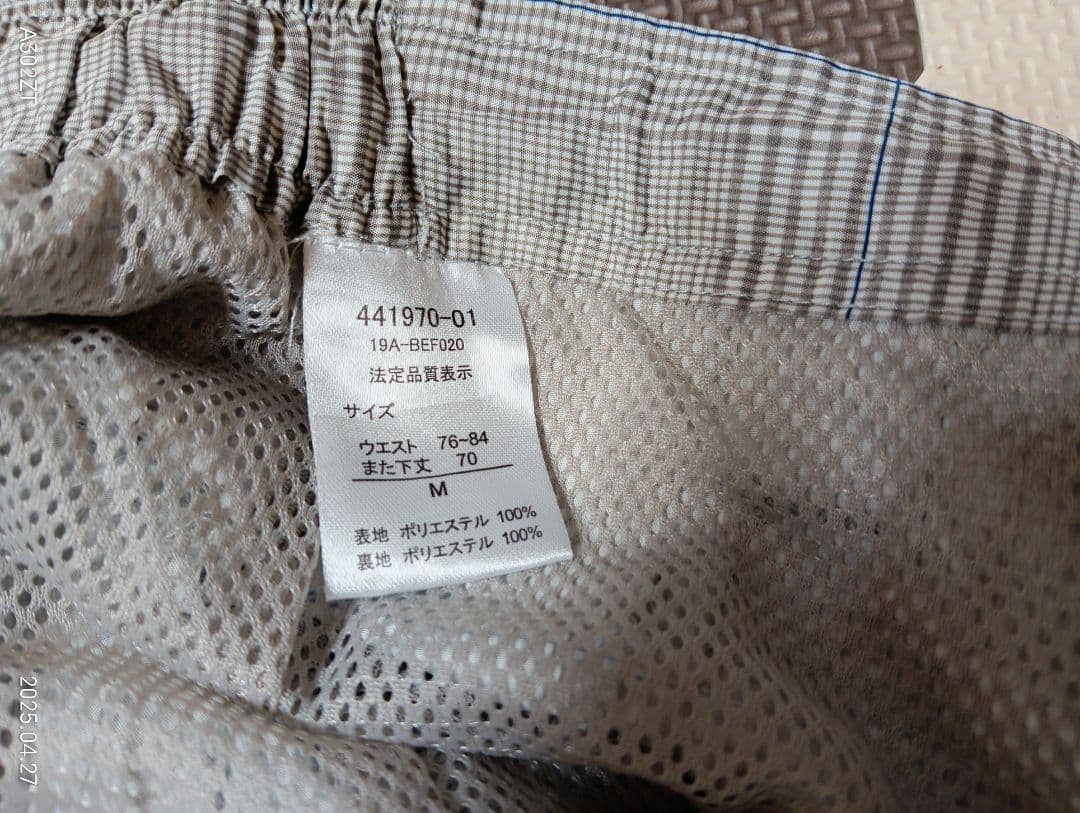 A302ZT
441970-01
19A-BEF020
法定品質表示
サイズ
ウエスト 76~84
また下丈 70
M
表地 ポリエステル 100%
裏地 ポリエステル 100%
2025.04.27